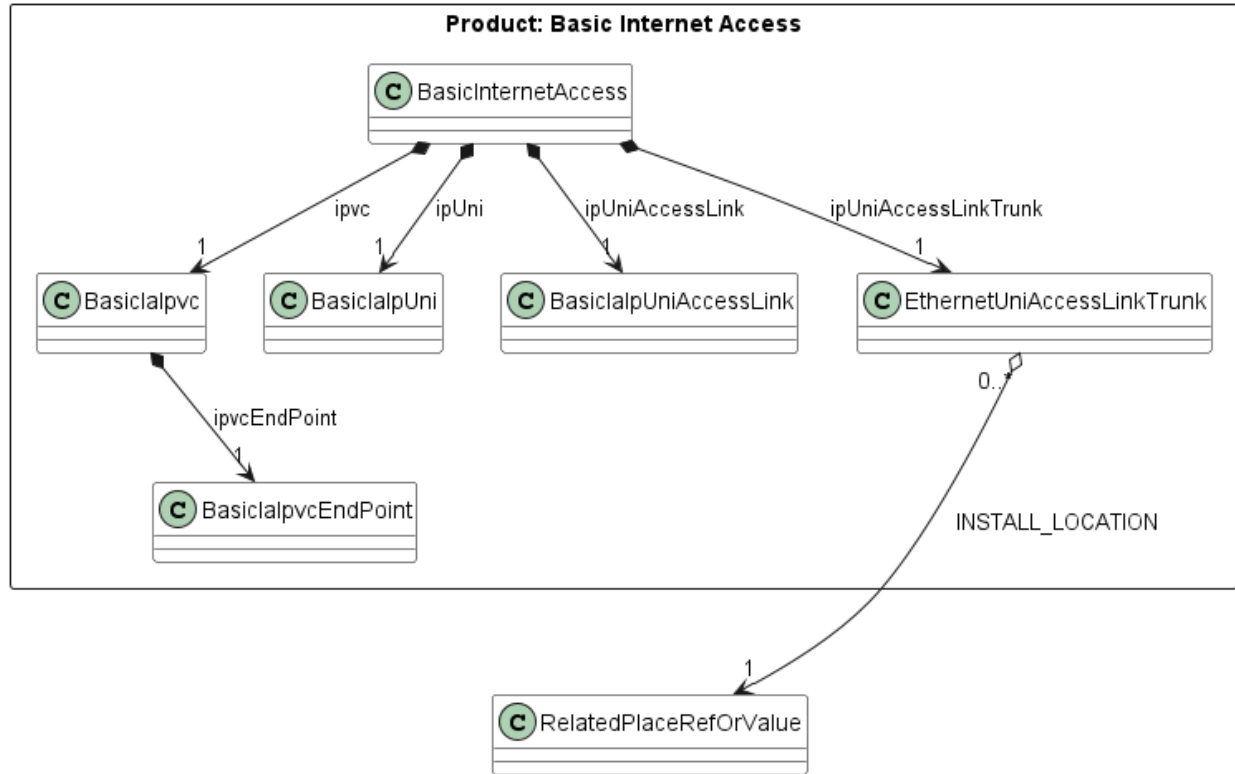 Product: Basic Internet Access
C BasicInternetAccess
ipvc
ipUni
ipUniAccessLink
ipUniAccessLinkTrunk
1
1
1
1
C BasicIaIpvc
C BasicIaIpUni
C BasicIaIpUniAccessLink
C EthernetUniAccessLinkTrunk
0..*
ipvcEndPoint
1
C BasicIaIpvcEndPoint
INSTALL_LOCATION
1
C RelatedPlaceRefOrValue